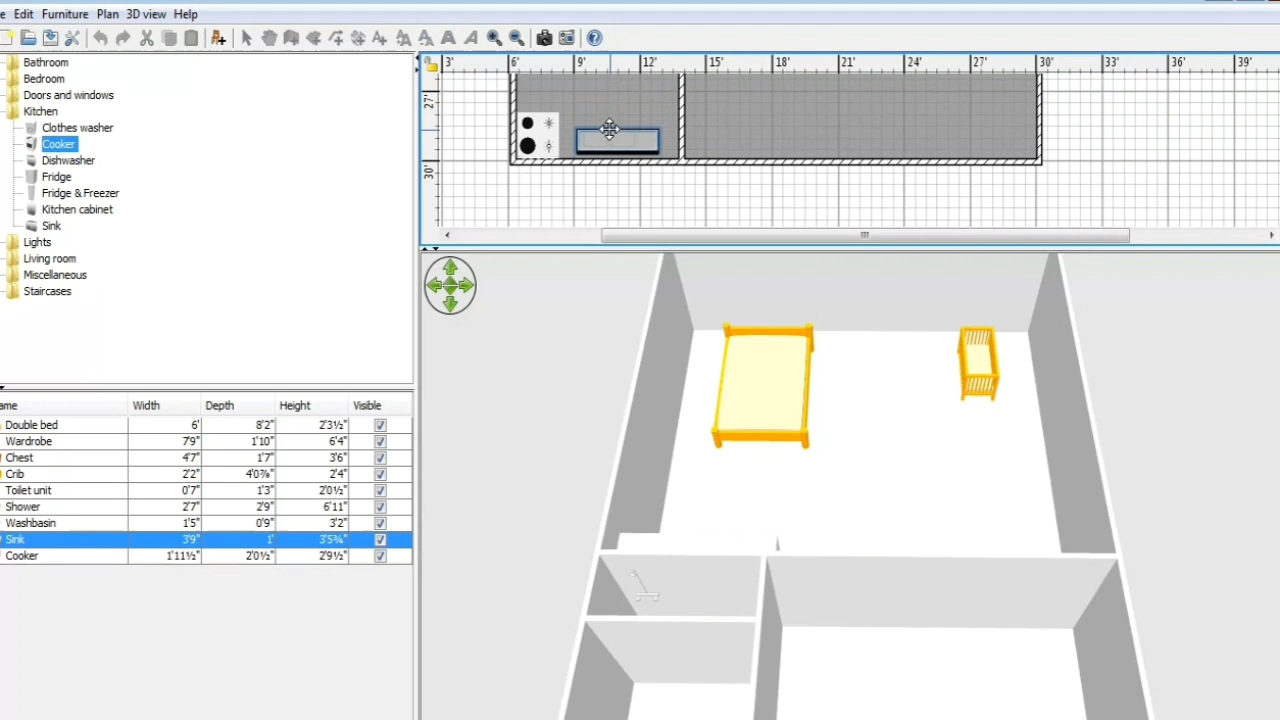 e Edit Furniture Plan 3D view Help
Bathroom
Bedroom
Doors and windows
Kitchen
Clothes washer
Cooker
Dishwasher
Fridge
Fridge & Freezer
Kitchen cabinet
Sink
Lights
Living room
Miscellaneous
Staircases
ame Width Depth Height Visible
Double bed 6' 8'2" 2'3½"
Wardrobe 7'9" 1'10" 6'4"
Chest 4'7" 1'7" 3'6"
Crib 2'2" 4'0⅞" 2'4"
Toilet unit 0'7" 1'3" 2'0½"
Shower 2'7" 2'9" 6'11"
Washbasin 1'5" 0'9" 3'2"
Sink 3'9" 1' 3'5¾"
Cooker 1'11½" 2'0½" 2'9½"
3' 6' 9' 12' 15' 18' 21' 24' 27' 30' 33' 36' 39'
27'
30'